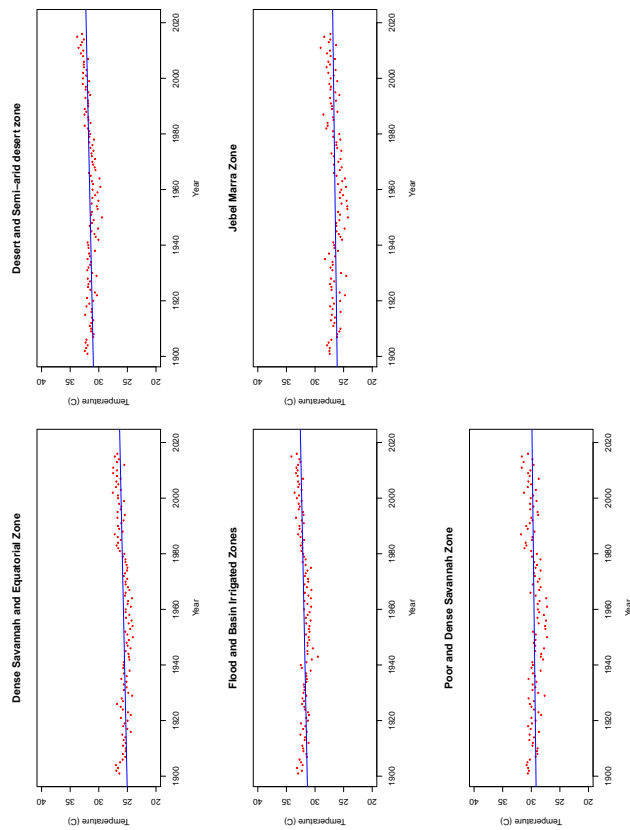 Dense Savannah and Equatorial Zone
Temperature (C)
40
35
30
25
20
1900 1920 1940 1960 1980 2000 2020
Year
Desert and Semi−arid desert zone
Temperature (C)
40
35
30
25
20
1900 1920 1940 1960 1980 2000 2020
Year
Flood and Basin Irrigated Zones
Temperature (C)
40
35
30
25
20
1900 1920 1940 1960 1980 2000 2020
Year
Jebel Marra Zone
Temperature (C)
40
35
30
25
20
1900 1920 1940 1960 1980 2000 2020
Year
Poor and Dense Savannah Zone
Temperature (C)
40
35
30
25
20
1900 1920 1940 1960 1980 2000 2020
Year